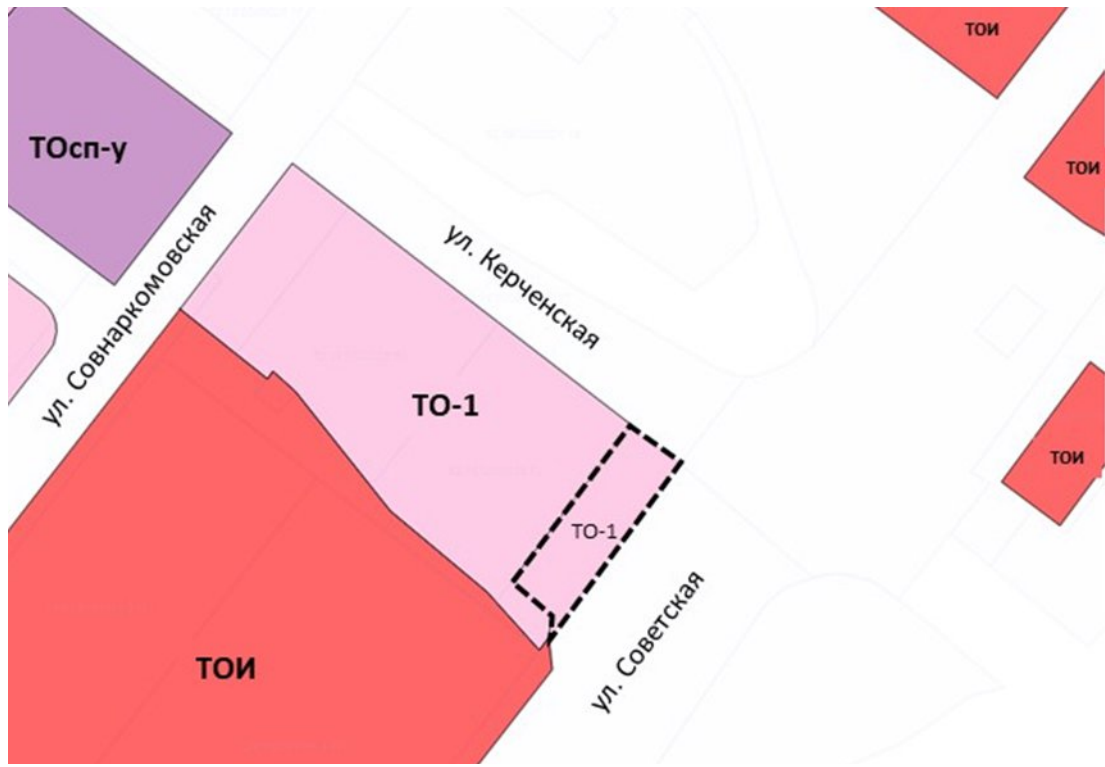 ТОИ
ТОсп-у
ТОИ
ул. Совнаркомовская
ул. Керченская
ТО-1
ТОИ
ТО-1
ул. Советская
ТОИ